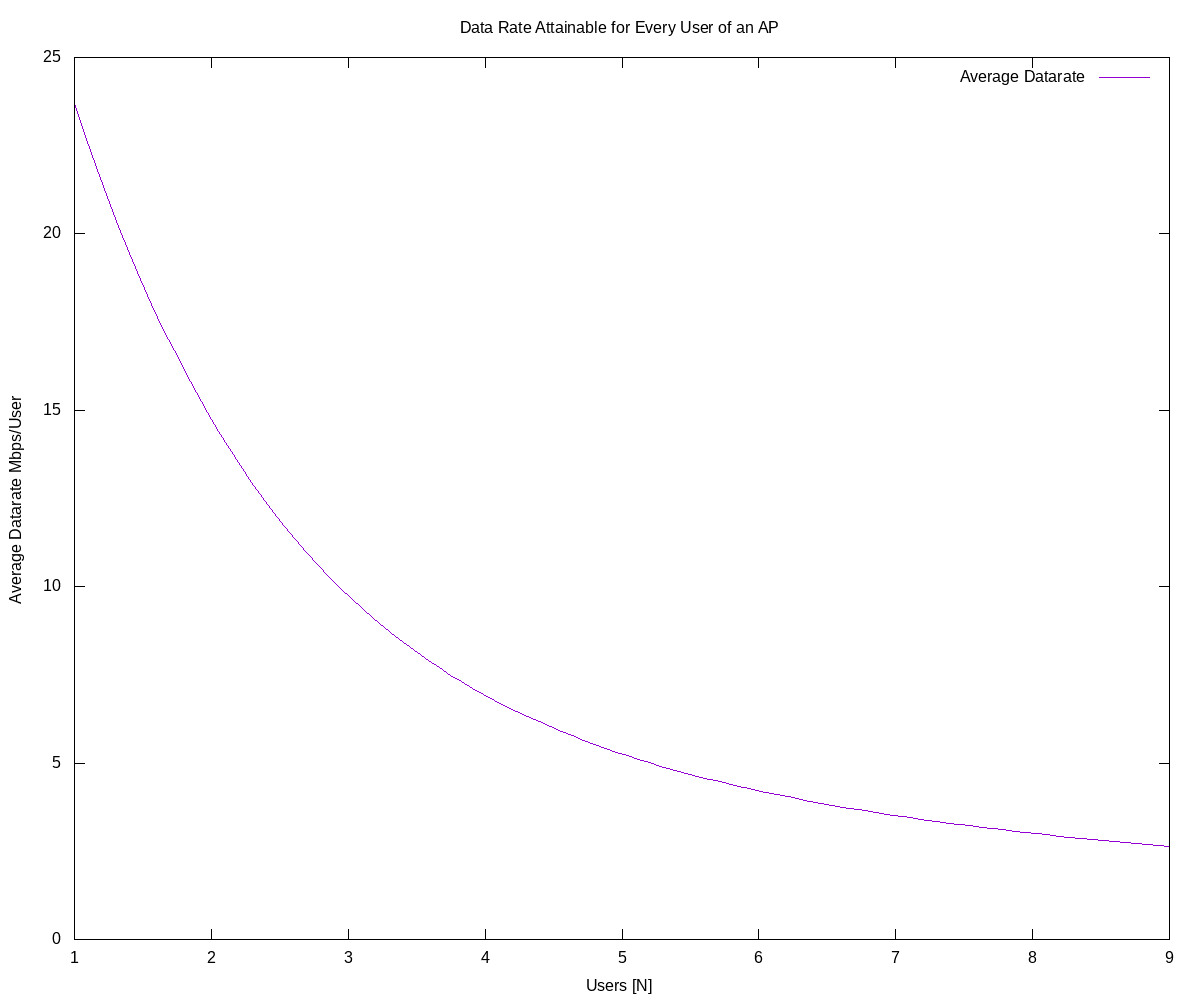 Data Rate Attainable for Every User of an AP
Average Datarate
25
20
15
10
5
0
Average Datarate Mbps/User
1 2 3 4 5 6 7 8 9
Users [N]